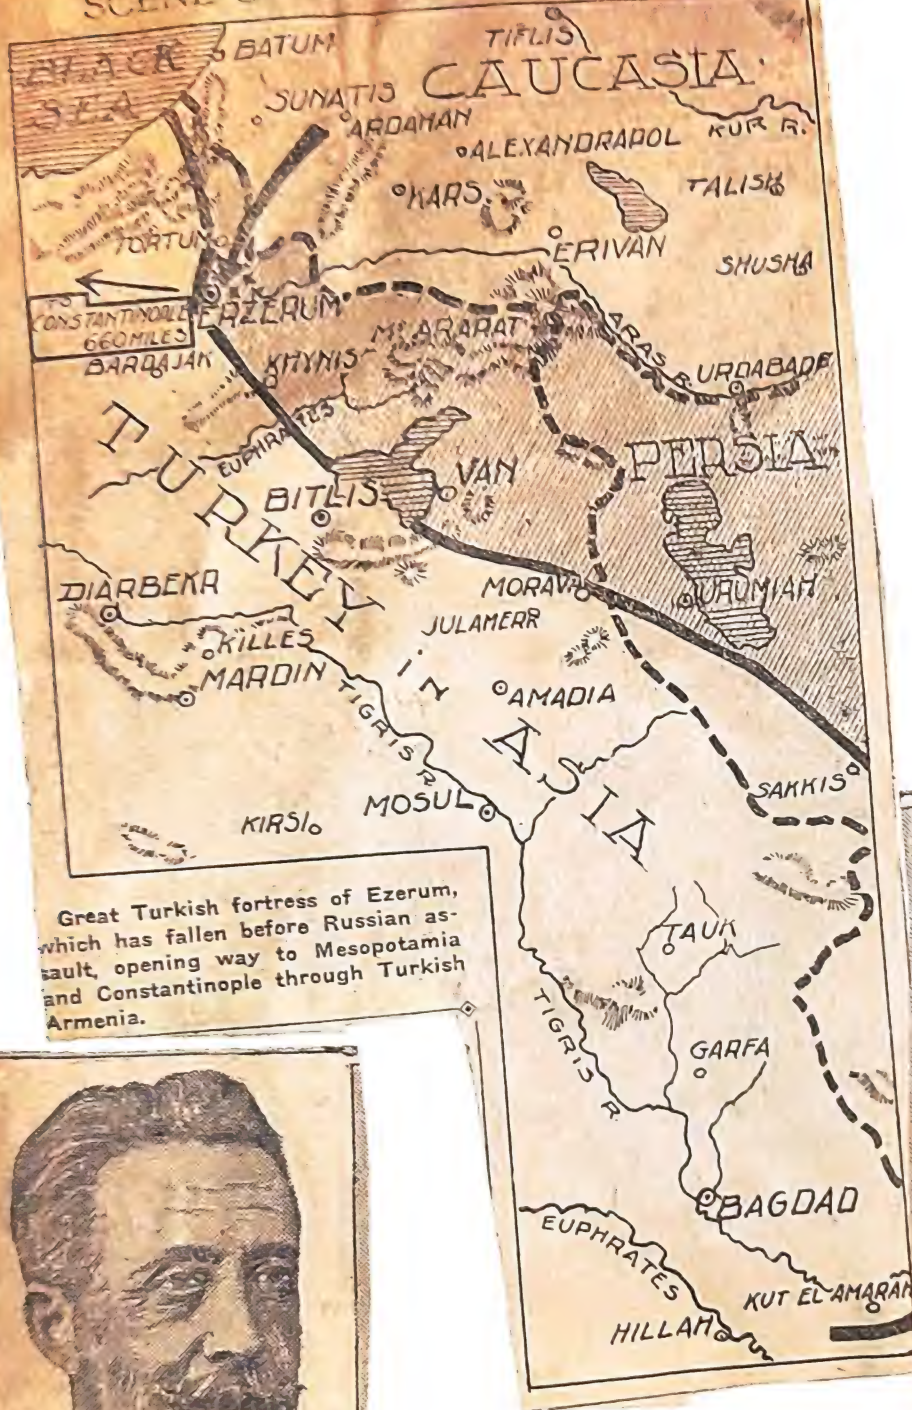 BLACK
SEA
BATUM
TIFLIS
CAUCASIA
SUNATIS
ARDAHAN
KUR R.
ALEXANDRAPOL
KARS
TALISH
TORTUM
ERIVAN
SHUSHA
TO
CONSTANTINOPLE
660 MILES
ERZERUM
MT ARARAT
ARAS R.
BARDAJAK
KHYNIS
URDABADE
EUPHRATES
TURKEY
in
ASIA
PERSIA
VAN
BITLIS
DIARBEKR
MORAVA
URUMIAH
JULAMERR
KILLES
MARDIN
AMADIA
TIGRIS R.
SAKKIS
MOSUL
KIRSI
Great Turkish fortress of Ezerum,
which has fallen before Russian as-
sault, opening way to Mesopotamia
and Constantinople through Turkish
Armenia.
TAUK
TIGRIS R.
GARFA
BAGDAD
EUPHRATES
KUT EL AMARAH
HILLAH